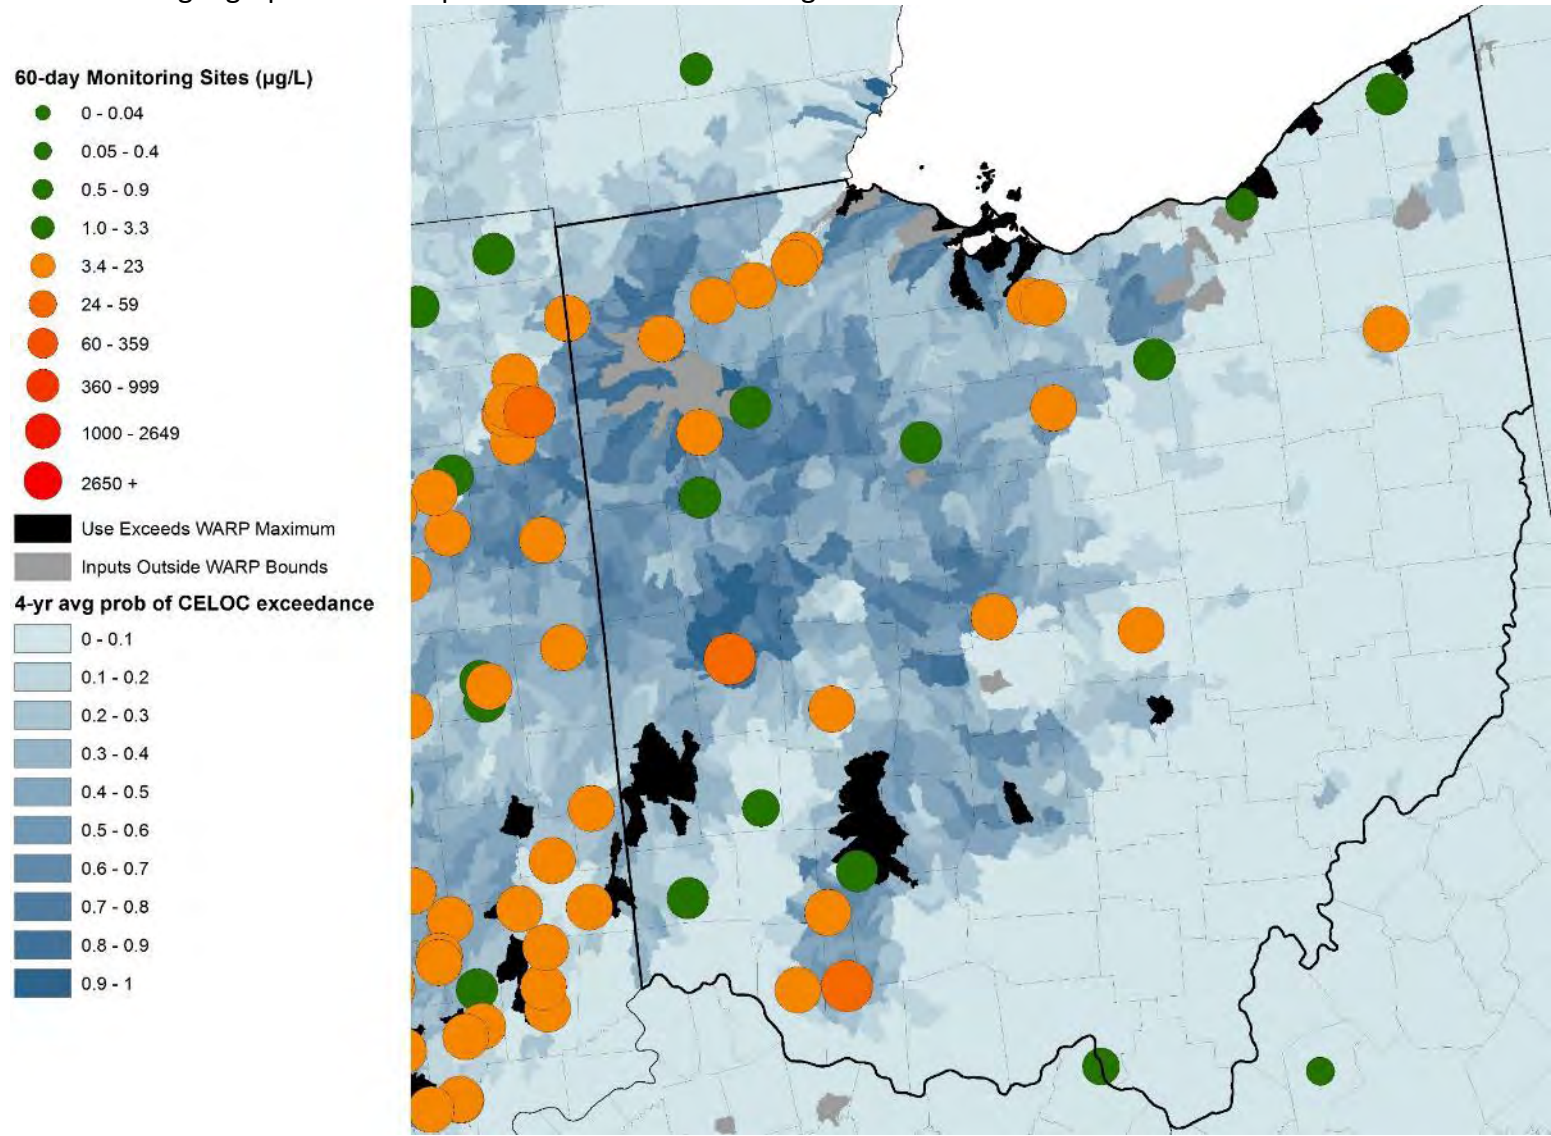 60-day Monitoring Sites (µg/L)
0 - 0.04
0.05 - 0.4
0.5 - 0.9
1.0 - 3.3
3.4 - 23
24 - 59
60 - 359
360 - 999
1000 - 2649
2650 +
Use Exceeds WARP Maximum
Inputs Outside WARP Bounds
4-yr avg prob of CELOC exceedance
0 - 0.1
0.1 - 0.2
0.2 - 0.3
0.3 - 0.4
0.4 - 0.5
0.5 - 0.6
0.6 - 0.7
0.7 - 0.8
0.8 - 0.9
0.9 - 1